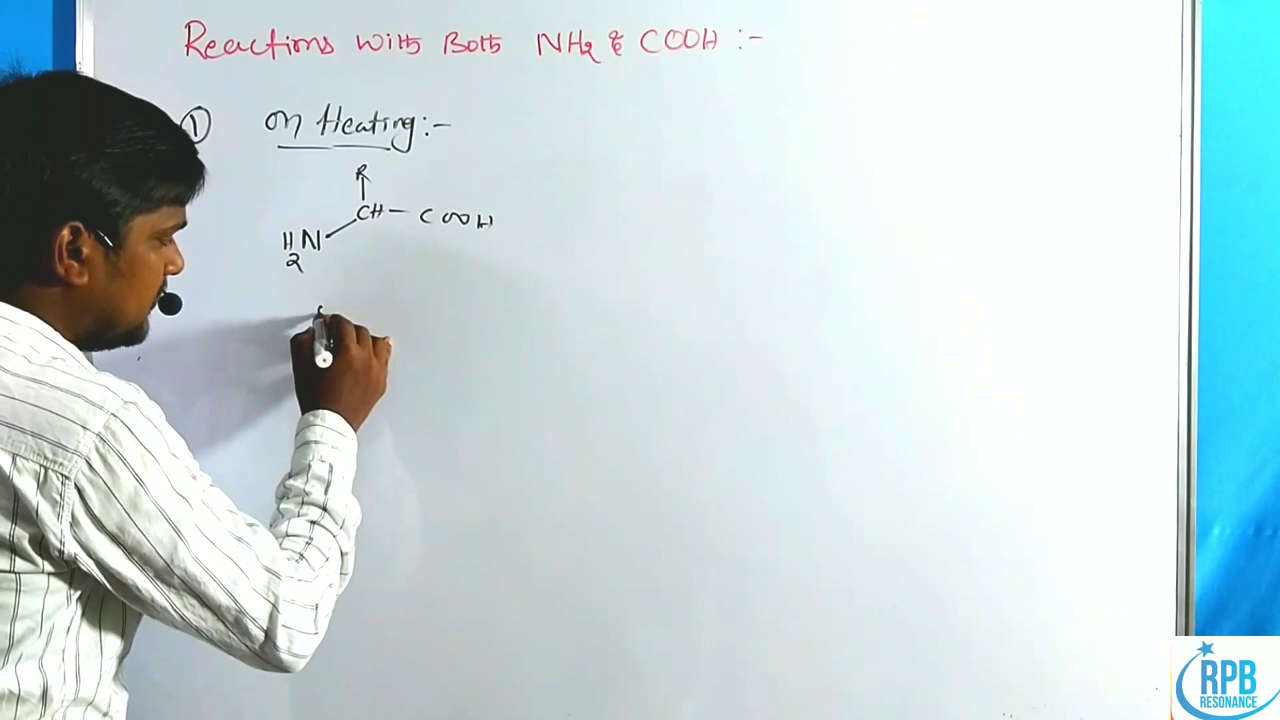 Reactions with Both NH2 & COOH :-
① On Heating :-
R
CH - COOH
H2N
RPB
RESONANCE